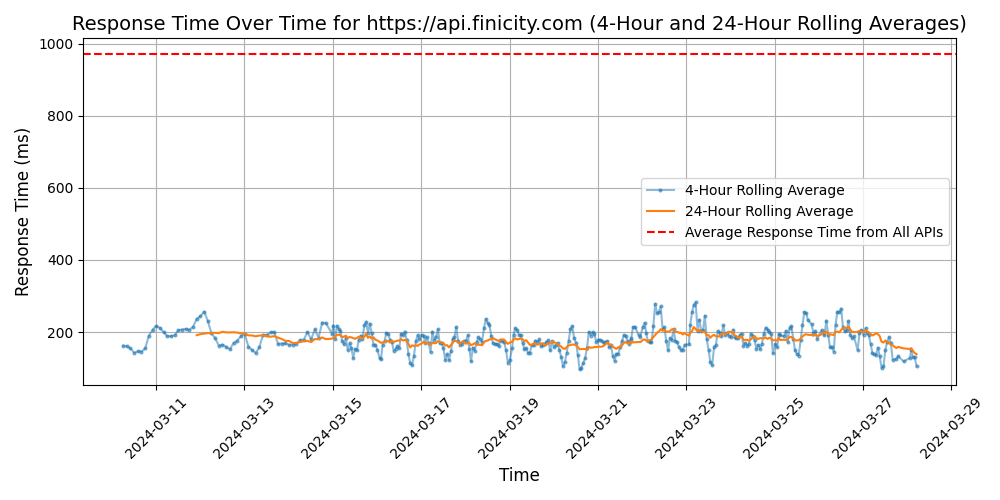 Response Time Over Time for https://api.finicity.com (4-Hour and 24-Hour Rolling Averages)
1000
800
600
400
200
Response Time (ms)
4-Hour Rolling Average
24-Hour Rolling Average
Average Response Time from All APIs
2024-03-11
2024-03-13
2024-03-15
2024-03-17
2024-03-19
2024-03-21
2024-03-23
2024-03-25
2024-03-27
2024-03-29
Time